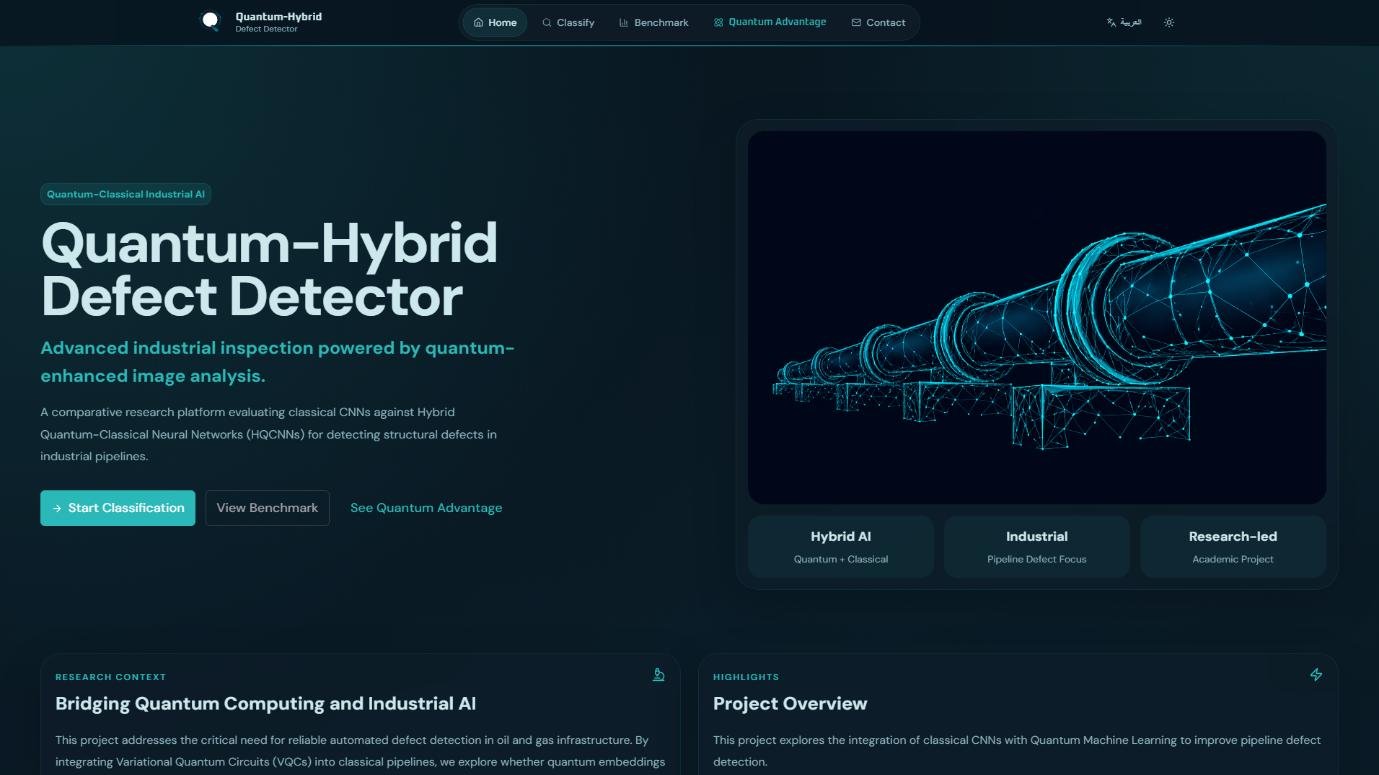 Quantum-Hybrid
Defect Detector
Home
Classify
Benchmark
Quantum Advantage
Contact
العربية
Quantum-Classical Industrial AI
Quantum-Hybrid
Defect Detector
Advanced industrial inspection powered by quantum-
enhanced image analysis.
A comparative research platform evaluating classical CNNs against Hybrid
Quantum-Classical Neural Networks (HQCNNs) for detecting structural defects in
industrial pipelines.
Start Classification
View Benchmark
See Quantum Advantage
Hybrid AI
Quantum + Classical
Industrial
Pipeline Defect Focus
Research-led
Academic Project
RESEARCH CONTEXT
Bridging Quantum Computing and Industrial AI
This project addresses the critical need for reliable automated defect detection in oil and gas infrastructure. By
integrating Variational Quantum Circuits (VQCs) into classical pipelines, we explore whether quantum embeddings
HIGHLIGHTS
Project Overview
This project explores the integration of classical CNNs with Quantum Machine Learning to improve pipeline defect
detection.